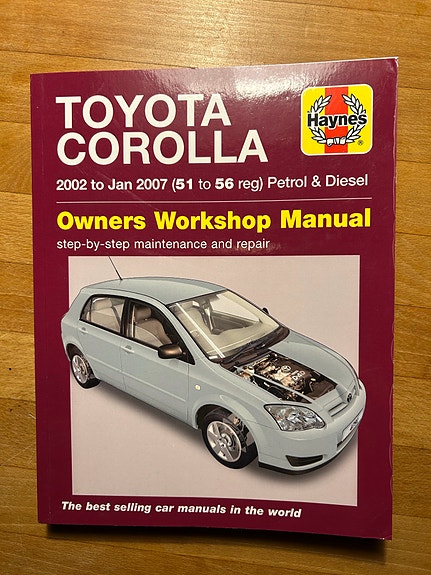 TOYOTA
COROLLA
Haynes
®
2002 to Jan 2007 (51 to 56 reg) Petrol & Diesel
Owners Workshop Manual
step-by-step maintenance and repair
The best selling car manuals in the world